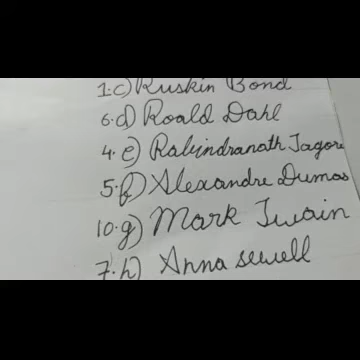 1.c) Ruskin Bond
6.d) Roald Dahl
4.e) Rabindranath Tagore
5.f) Alexandre Dumas
10.g) Mark Twain
7.h) Anna sewell